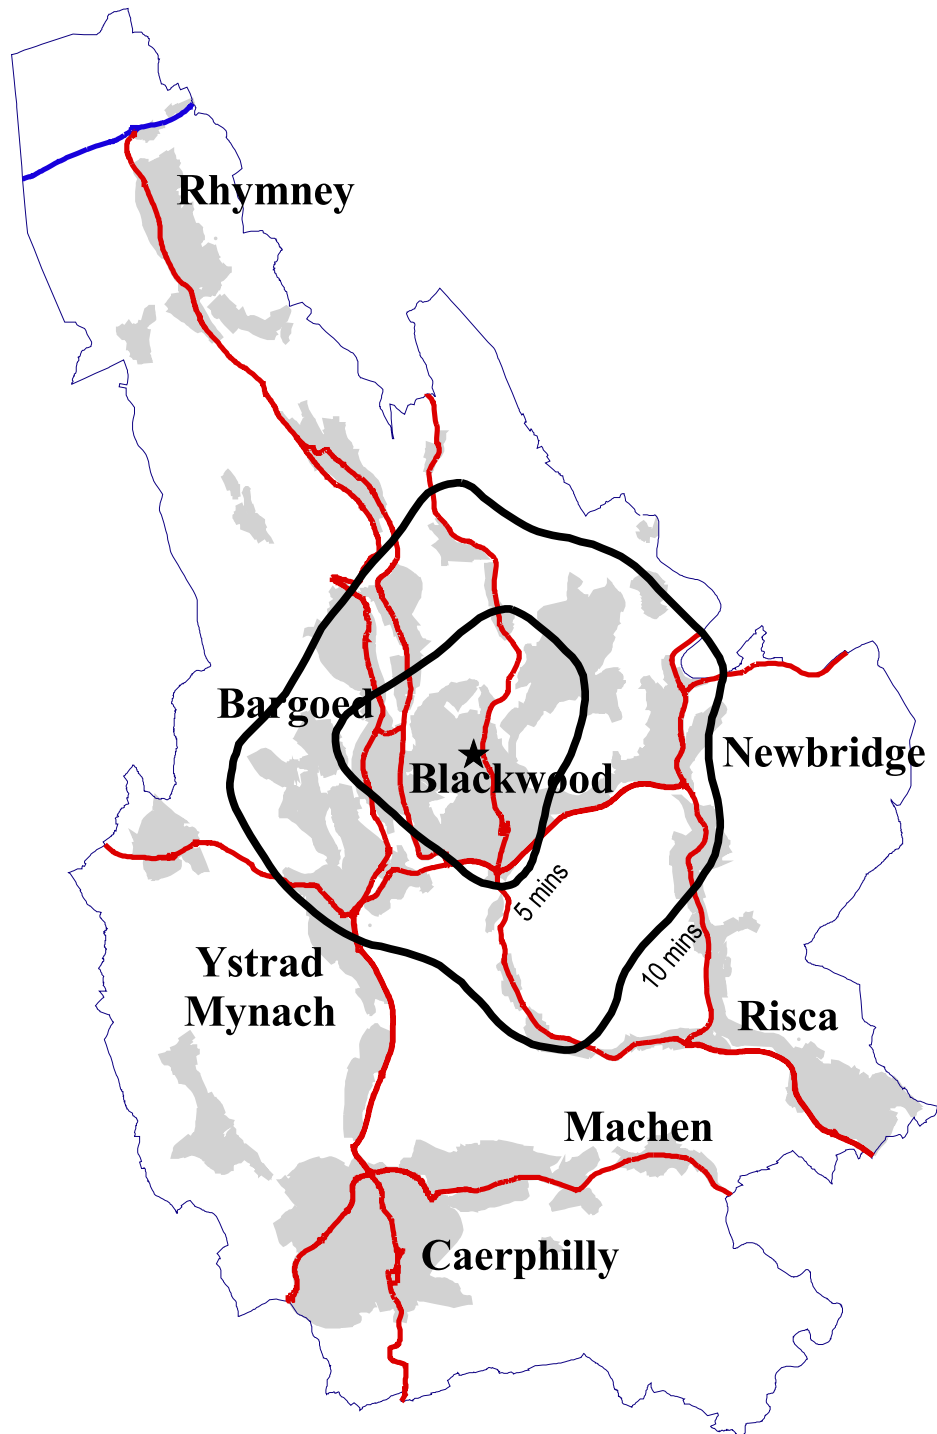 Rhymney
Bargoed
Newbridge
Blackwood
5 mins
10 mins
Ystrad
Mynach
Risca
Machen
Caerphilly